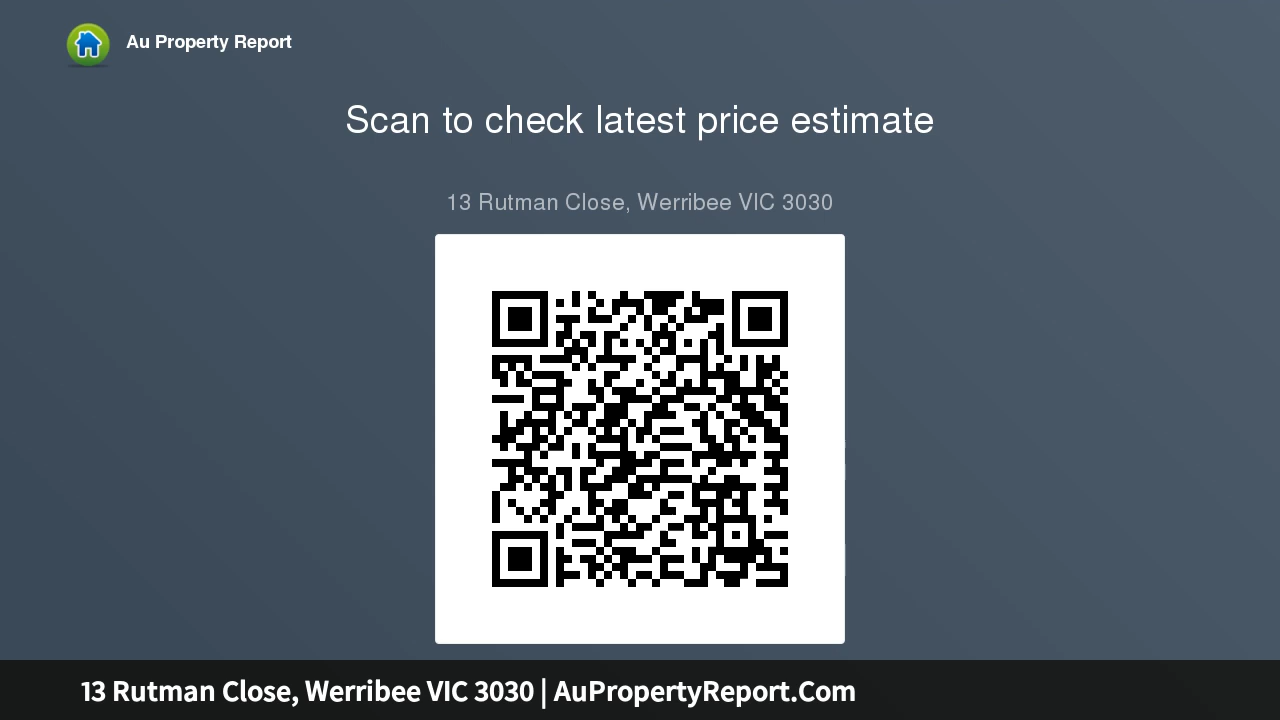 Au Property Report
Scan to check latest price estimate
13 Rutman Close, Werribee VIC 3030
13 Rutman Close, Werribee VIC 3030 | AuPropertyReport.Com